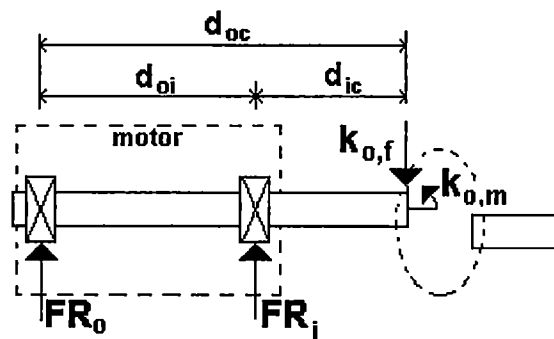 d_oc
d_oi
d_ic
motor
k_o,f
k_o,m
FR_o
FR_i